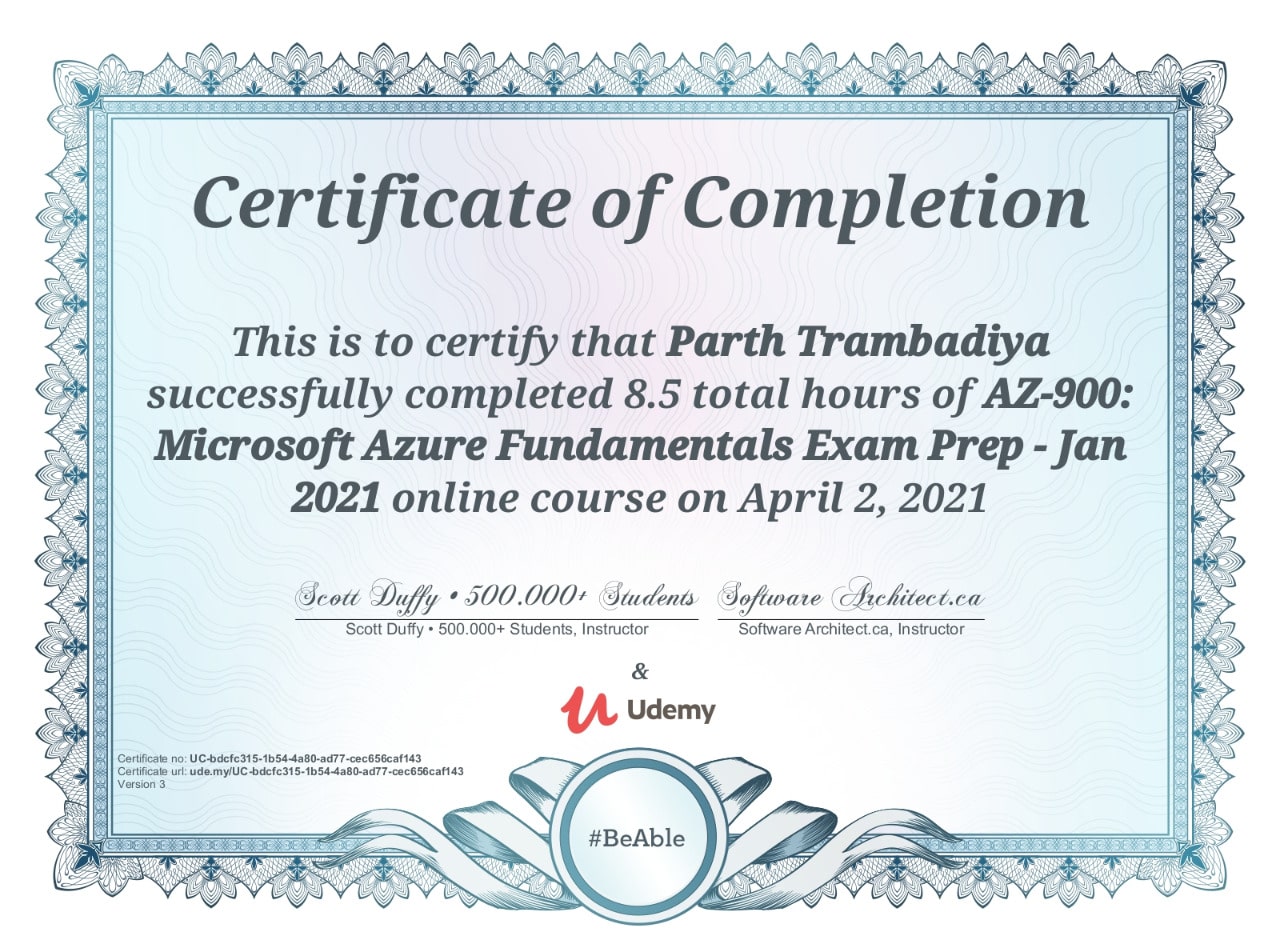 Certificate of Completion
This is to certify that Parth Trambadiya
successfully completed 8.5 total hours of AZ-900:
Microsoft Azure Fundamentals Exam Prep - Jan
2021 online course on April 2, 2021
Scott Duffy • 500.000+ Students
Software Architect.ca
Scott Duffy • 500.000+ Students, Instructor
Software Architect.ca, Instructor
&
Udemy
Certificate no: UC-bdcfc315-1b54-4a80-ad77-cec656caf143
Certificate url: ude.my/UC-bdcfc315-1b54-4a80-ad77-cec656caf143
Version 3
#BeAble